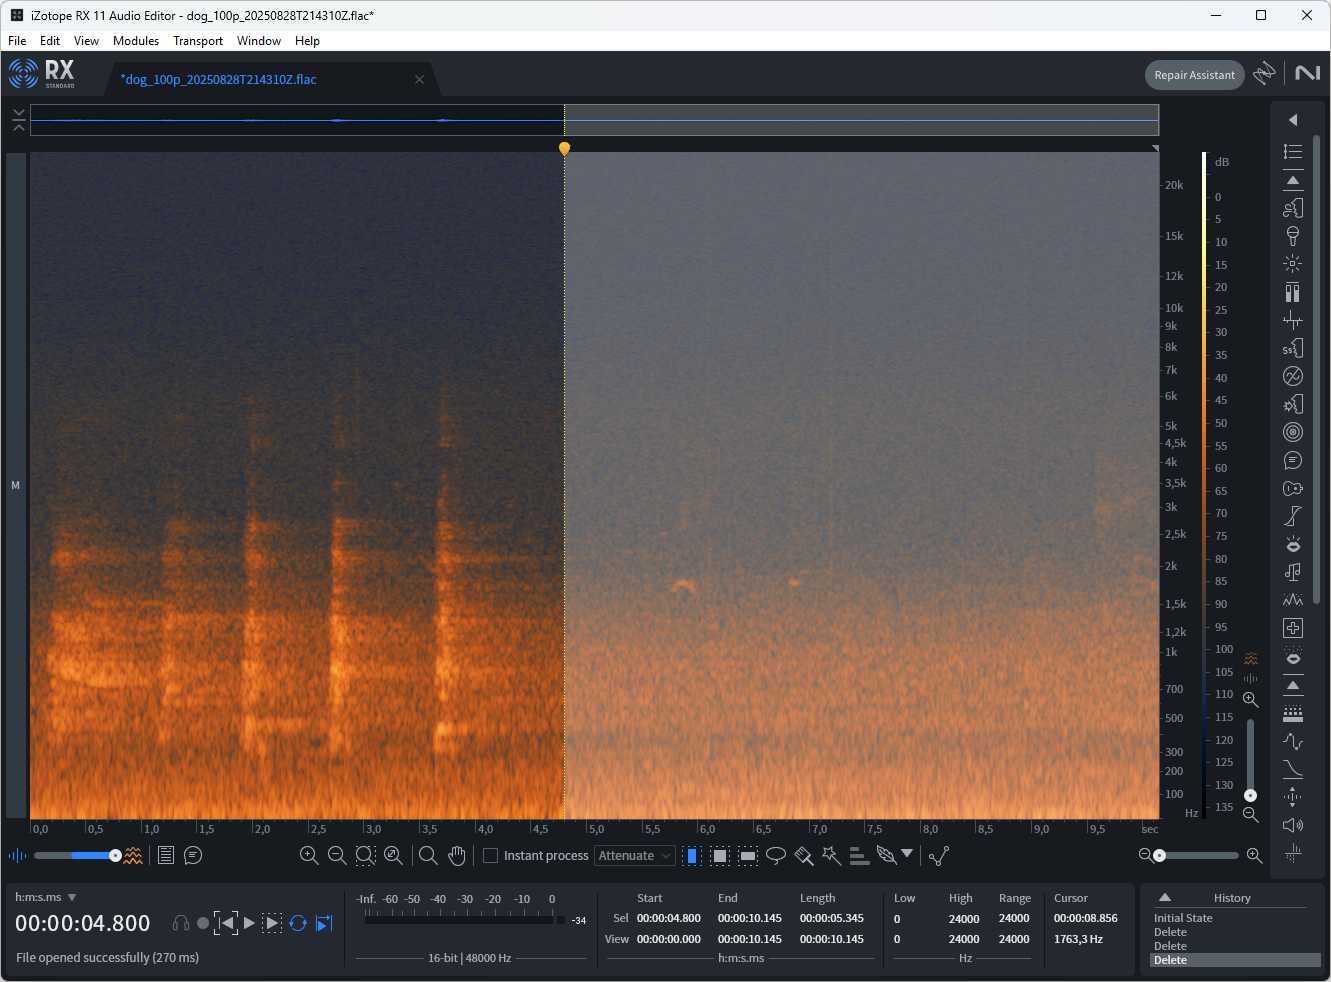 iZotope RX 11 Audio Editor - dog_100p_20250828T214310Z.flac*
File Edit View Modules Transport Window Help
RX
STANDARD
*dog_100p_20250828T214310Z.flac
Repair Assistant
M
dB
0
5
10
15
20
25
30
35
40
45
50
55
60
65
70
75
80
85
90
95
100
105
110
115
120
125
130
135
20k
15k
12k
10k
9k
8k
7k
6k
5k
4,5k
4k
3,5k
3k
2,5k
2k
1,5k
1,2k
1k
700
500
300
200
100
Hz
0,0 0,5 1,0 1,5 2,0 2,5 3,0 3,5 4,0 4,5 5,0 5,5 6,0 6,5 7,0 7,5 8,0 8,5 9,0 9,5 sec
Instant process Attenuate
h:m:s.ms
00:00:04.800
File opened successfully (270 ms)
-Inf. -60 -50 -40 -30 -20 -10 0
-34
16-bit | 48000 Hz
Start End Length
Sel 00:00:04.800 00:00:10.145 00:00:05.345
View 00:00:00.000 00:00:10.145 00:00:10.145
h:m:s.ms
Low High Range
0 24000 24000
0 24000 24000
Hz
Cursor
00:00:08.856
1763,3 Hz
History
Initial State
Delete
Delete
Delete